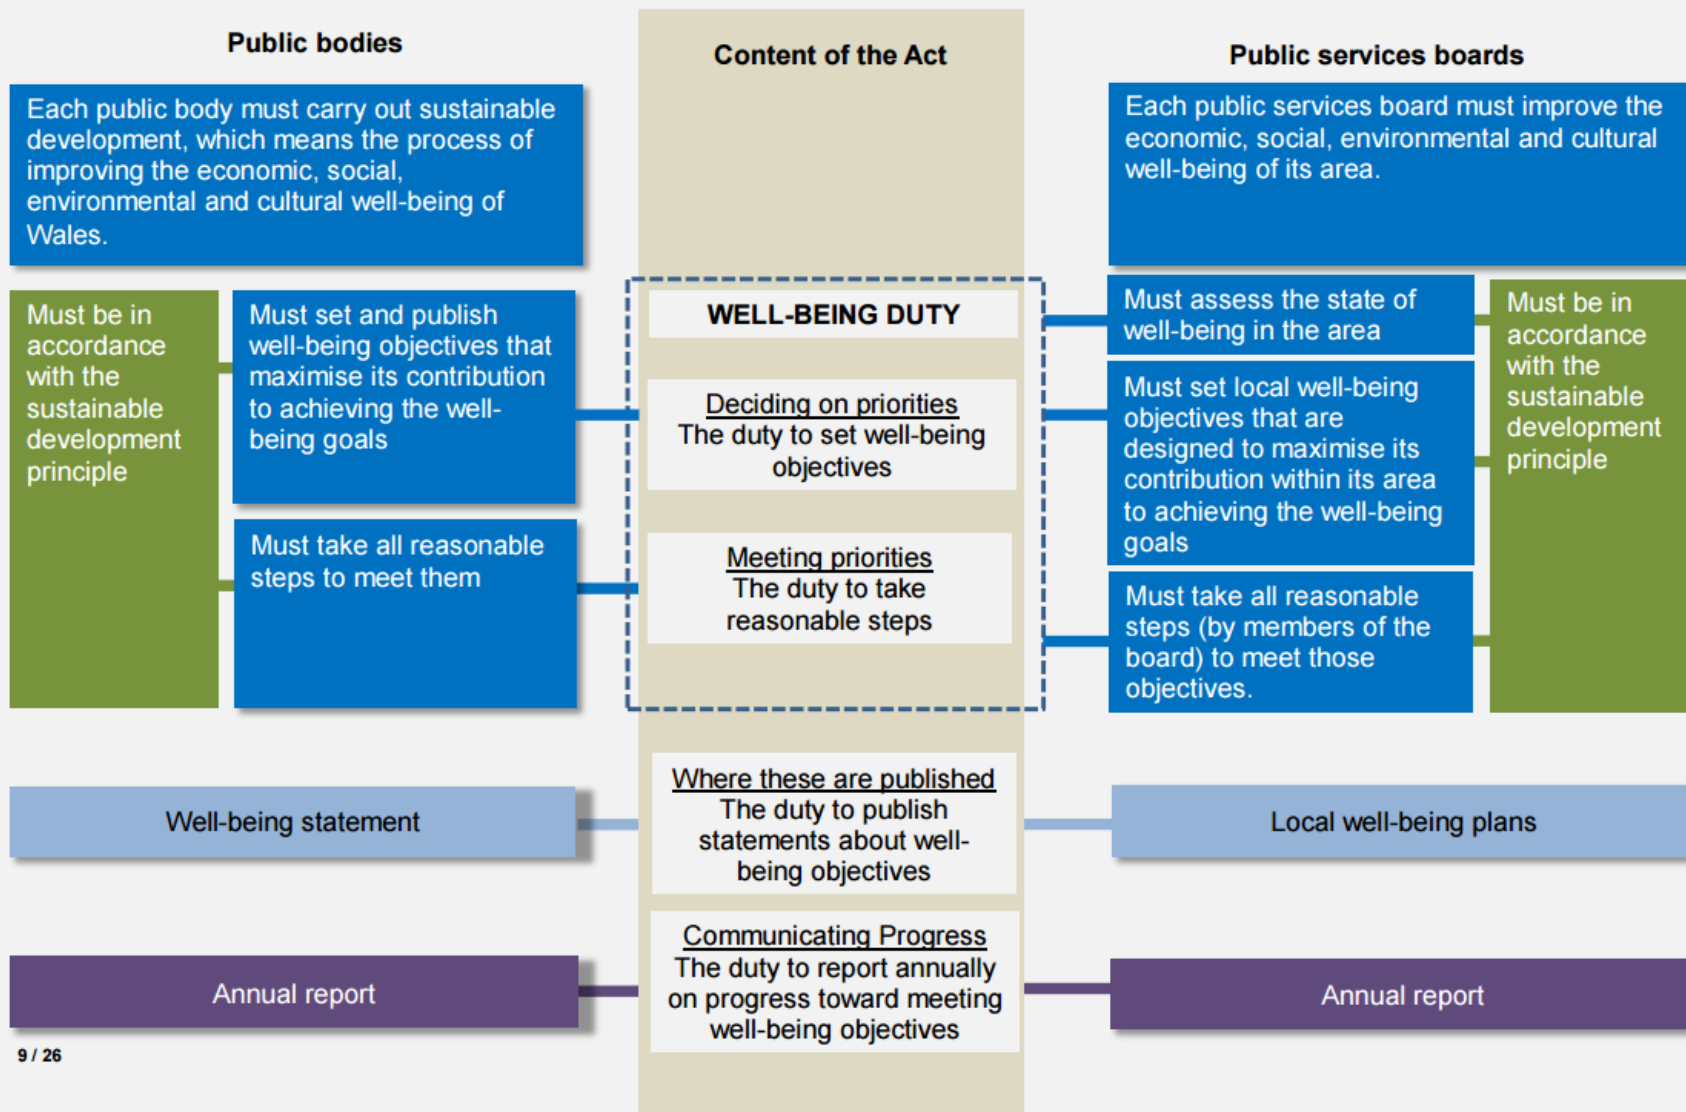 Public bodies
Content of the Act
Public services boards
Each public body must carry out sustainable
development, which means the process of
improving the economic, social,
environmental and cultural well-being of
Wales.
Each public services board must improve the
economic, social, environmental and cultural
well-being of its area.
Must be in
accordance
with the
sustainable
development
principle
Must set and publish
well-being objectives that
maximise its contribution
to achieving the well-
being goals
Must take all reasonable
steps to meet them
WELL-BEING DUTY
Deciding on priorities
The duty to set well-being
objectives
Meeting priorities
The duty to take
reasonable steps
Must assess the state of
well-being in the area
Must set local well-being
objectives that are
designed to maximise its
contribution within its area
to achieving the well-being
goals
Must take all reasonable
steps (by members of the
board) to meet those
objectives.
Must be in
accordance
with the
sustainable
development
principle
Well-being statement
Where these are published
The duty to publish
statements about well-
being objectives
Local well-being plans
Annual report
Communicating Progress
The duty to report annually
on progress toward meeting
well-being objectives
Annual report
9 / 26